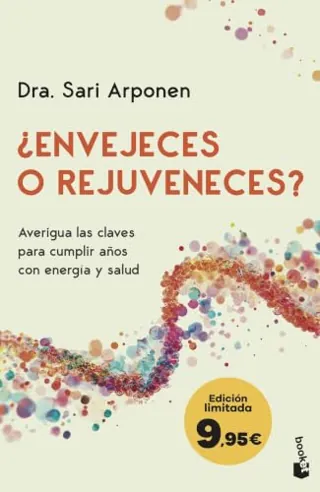 Dra. Sari Arponen
¿ENVEJECES
O REJUVENECES?
Averigua las claves
para cumplir años
con energía y salud
Edición
limitada
9,95€
booket